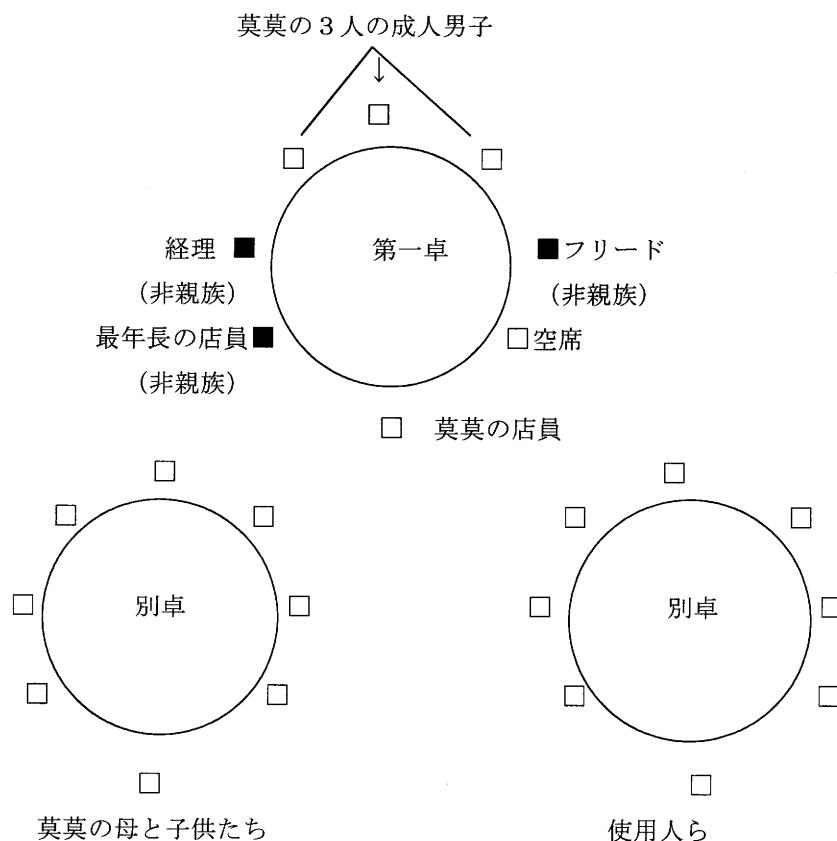 莫莫の3人の成人男子
↓
第一卓
経理 ■
(非親族)
■フリード
(非親族)
最年長の店員■
(非親族)
□空席
□ 莫莫の店員
別卓
別卓
莫莫の母と子供たち
使用人ら